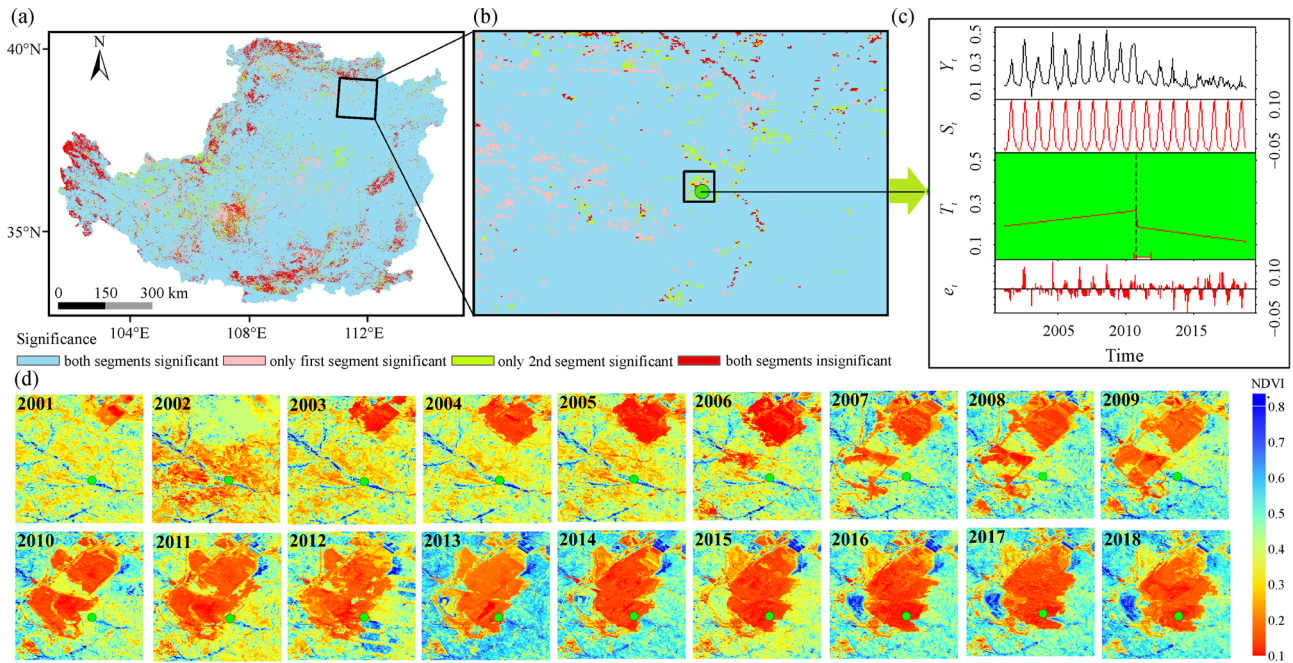 (a)
(b)
(c)
N
40°N
35°N
0 150 300 km
104°E 108°E 112°E
Significance
both segments significant only first segment significant only 2nd segment significant both segments insignificant
Yt
0.1 0.3 0.5
St
−0.05 0.10
Tt
0.1 0.3 0.5
et
−0.05 0.10
2005 2010 2015
Time
(d)
2001 2002 2003 2004 2005 2006 2007 2008 2009
2010 2011 2012 2013 2014 2015 2016 2017 2018
NDVI
0.8
0.7
0.6
0.5
0.4
0.3
0.2
0.1